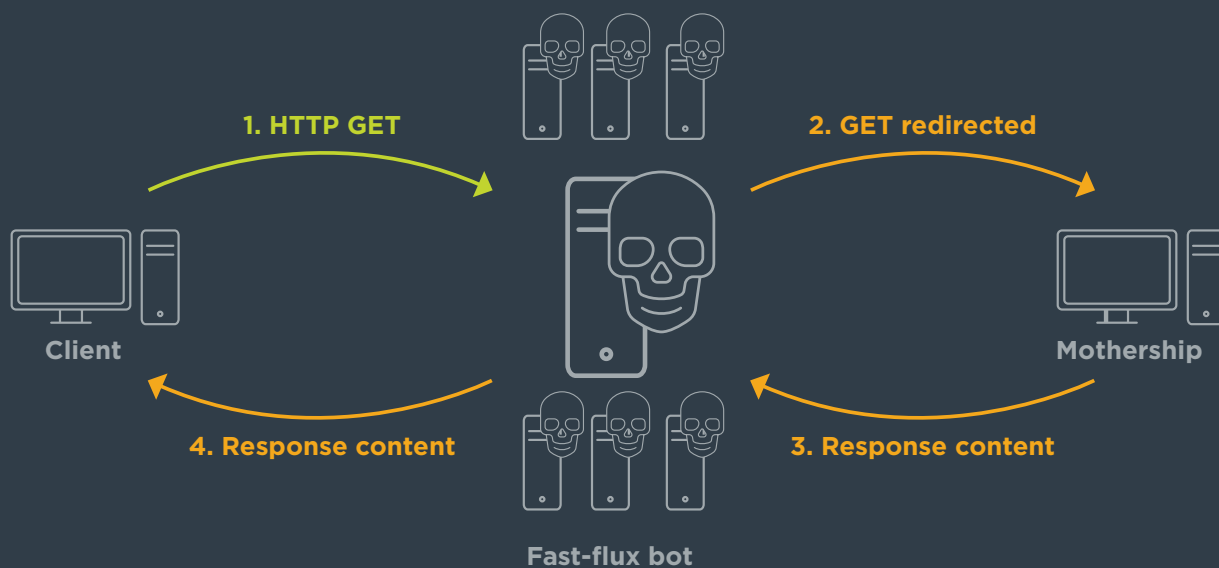 1. HTTP GET
2. GET redirected
Client
Mothership
4. Response content
3. Response content
Fast-flux bot